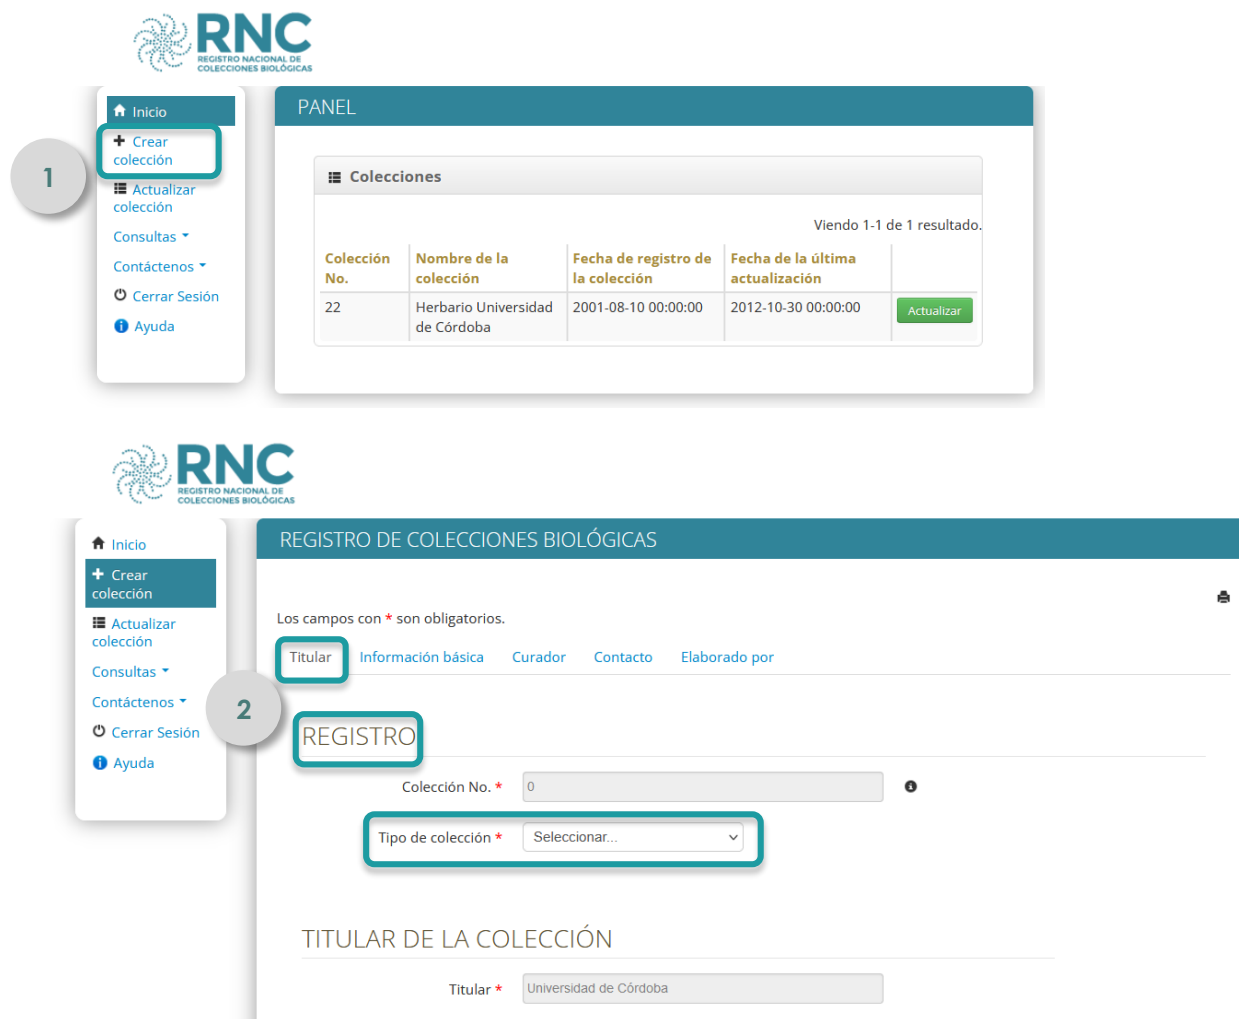 RNC
REGISTRO NACIONAL DE
COLECCIONES BIOLÓGICAS
Inicio
Crear
colección
1
Actualizar
colección
Consultas
Contáctenos
Cerrar Sesión
Ayuda
PANEL
Colecciones
Viendo 1-1 de 1 resultado.
Colección No. Nombre de la colección Fecha de registro de la colección Fecha de la última actualización
22 Herbario Universidad de Córdoba 2001-08-10 00:00:00 2012-10-30 00:00:00 Actualizar
RNC
REGISTRO NACIONAL DE
COLECCIONES BIOLÓGICAS
Inicio
Crear
colección
Actualizar
colección
Consultas
Contáctenos
2
Cerrar Sesión
Ayuda
REGISTRO DE COLECCIONES BIOLÓGICAS
Los campos con * son obligatorios.
Titular Información básica Curador Contacto Elaborado por
REGISTRO
Colección No. * 0
Tipo de colección * Seleccionar...
TITULAR DE LA COLECCIÓN
Titular * Universidad de Córdoba